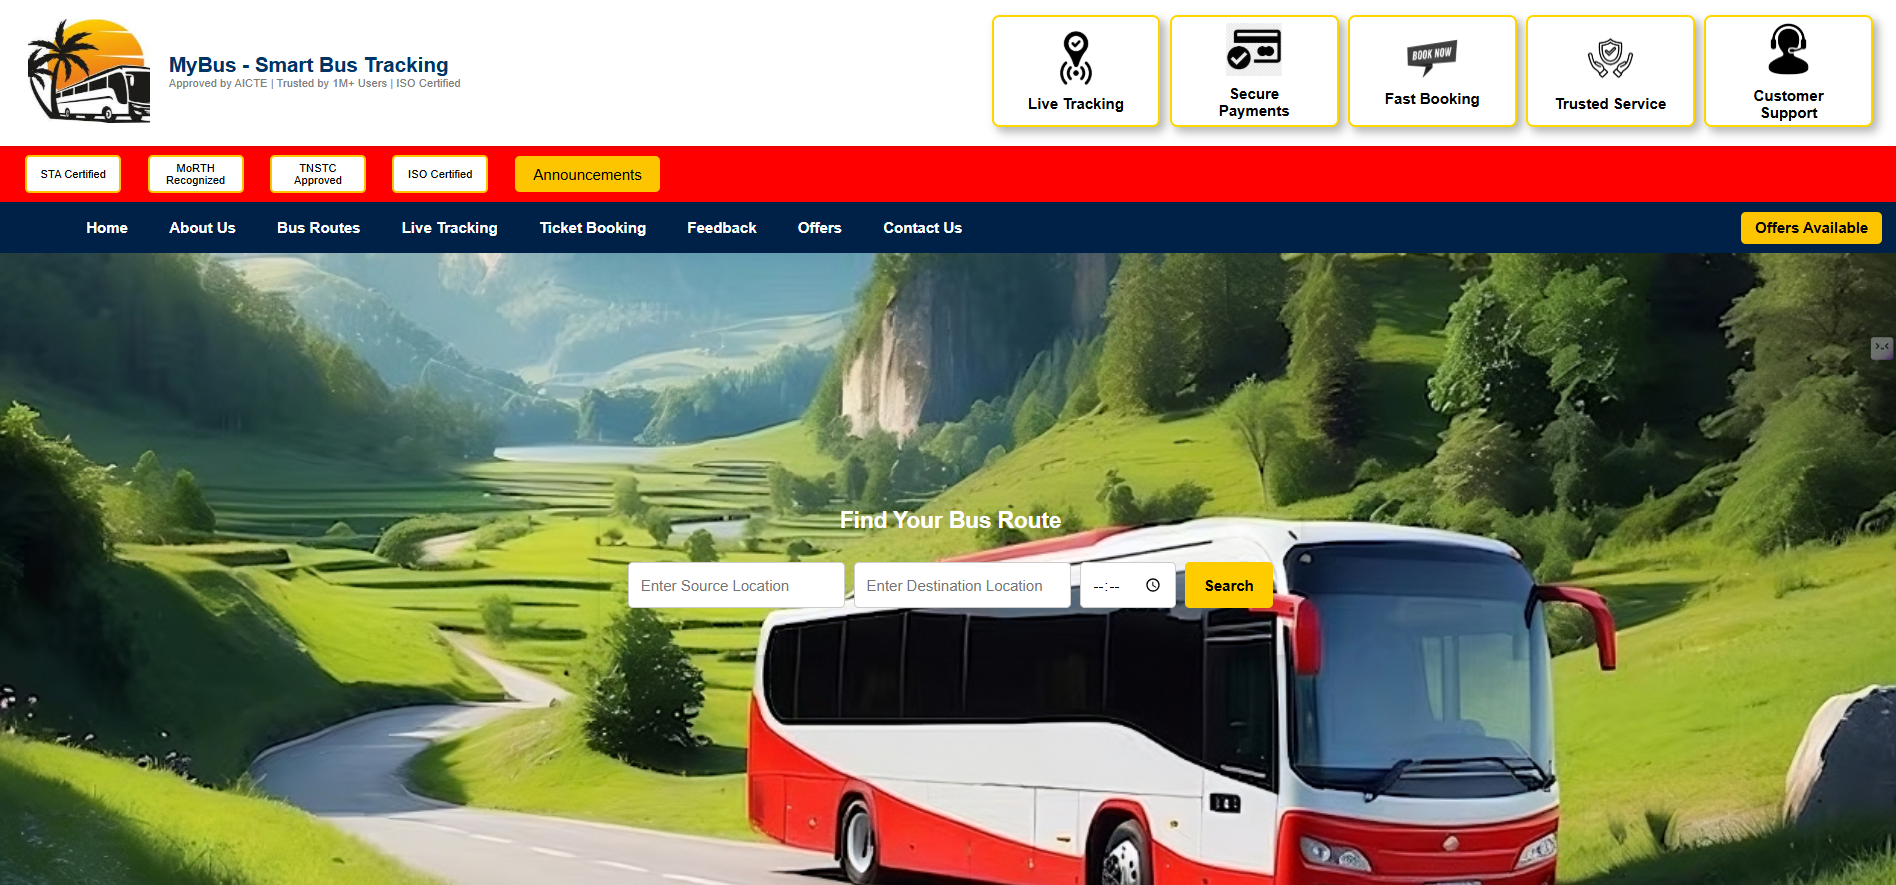 MyBus - Smart Bus Tracking
Approved by AICTE | Trusted by 1M+ Users | ISO Certified
Live Tracking
Secure
Payments
BOOK NOW
Fast Booking
Trusted Service
Customer
Support
STA Certified
MoRTH
Recognized
TNSTC
Approved
ISO Certified
Announcements
Home
About Us
Bus Routes
Live Tracking
Ticket Booking
Feedback
Offers
Contact Us
Offers Available
Find Your Bus Route
Enter Source Location
Enter Destination Location
--:--
Search